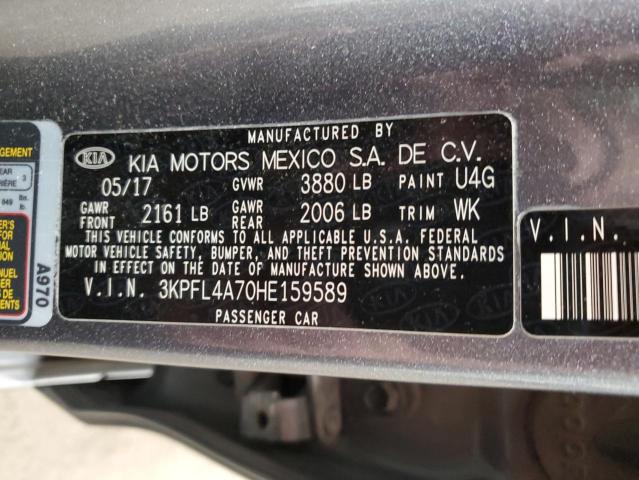 MANUFACTURED BY
KIA KIA MOTORS MEXICO S.A. DE C.V.
05/17 GVWR 3880 LB PAINT U4G
GAWR FRONT 2161 LB GAWR REAR 2006 LB TRIM WK
THIS VEHICLE CONFORMS TO ALL APPLICABLE U.S.A. FEDERAL
MOTOR VEHICLE SAFETY, BUMPER, AND THEFT PREVENTION STANDARDS
IN EFFECT ON THE DATE OF MANUFACTURE SHOWN ABOVE.
V.I.N. 3KPFL4A70HE159589
PASSENGER CAR
A970
V.I.N.